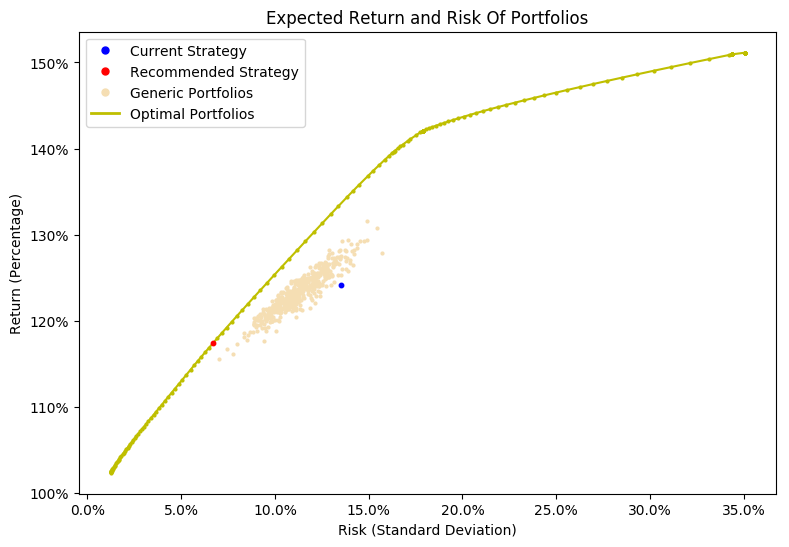 Expected Return and Risk Of Portfolios
Current Strategy
Recommended Strategy
Generic Portfolios
Optimal Portfolios
150%
140%
130%
120%
110%
100%
Return (Percentage)
0.0% 5.0% 10.0% 15.0% 20.0% 25.0% 30.0% 35.0%
Risk (Standard Deviation)